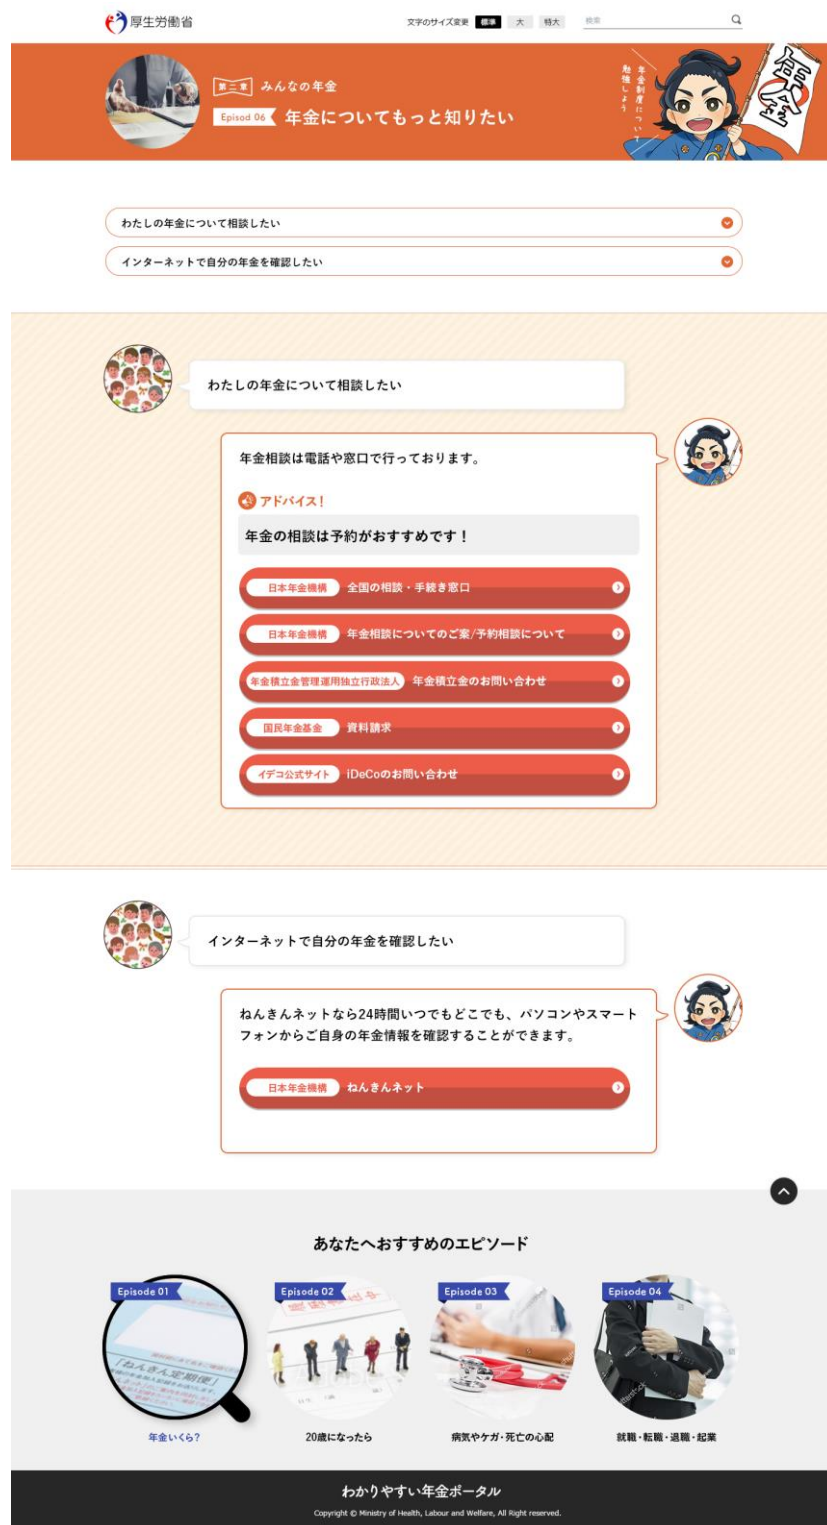 厚生労働省
文字のサイズ変更 標準 大 特大 検索
第三章 みんなの年金
Episod 06 年金についてもっと知りたい
年金制度について
勉強しよう
年金
わたしの年金について相談したい
インターネットで自分の年金を確認したい
わたしの年金について相談したい
年金相談は電話や窓口で行っております。
アドバイス！
年金の相談は予約がおすすめです！
日本年金機構 全国の相談・手続き窓口
日本年金機構 年金相談についてのご案/予約相談について
年金積立金管理運用独立行政法人 年金積立金のお問い合わせ
国民年金基金 資料請求
イデコ公式サイト iDeCoのお問い合わせ
インターネットで自分の年金を確認したい
ねんきんネットなら24時間いつでもどこでも、パソコンやスマート
フォンからご自身の年金情報を確認することができます。
日本年金機構 ねんきんネット
あなたへおすすめのエピソード
Episode 01
「ねんきん定期便」
年金いくら？
Episode 02
20歳になったら
Episode 03
病気やケガ・死亡の心配
Episode 04
就職・転職・退職・起業
わかりやすい年金ポータル
Copyright © Ministry of Health, Labour and Welfare, All Right reserved.